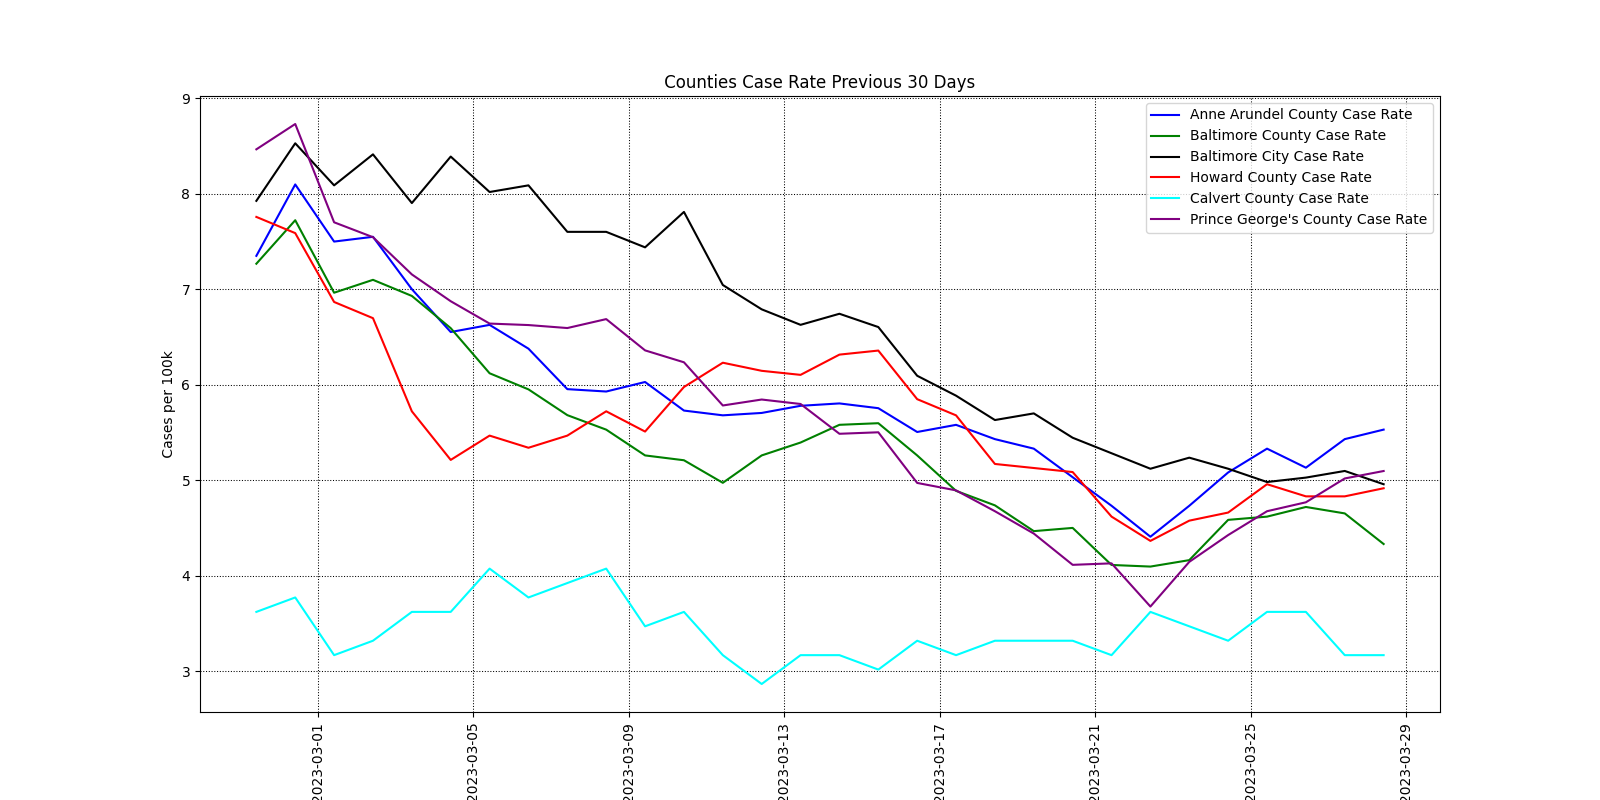 Counties Case Rate Previous 30 Days
9
8
7
6
5
4
3
Cases per 100k
Anne Arundel County Case Rate
Baltimore County Case Rate
Baltimore City Case Rate
Howard County Case Rate
Calvert County Case Rate
Prince George's County Case Rate
2023-03-01
2023-03-05
2023-03-09
2023-03-13
2023-03-17
2023-03-21
2023-03-25
2023-03-29